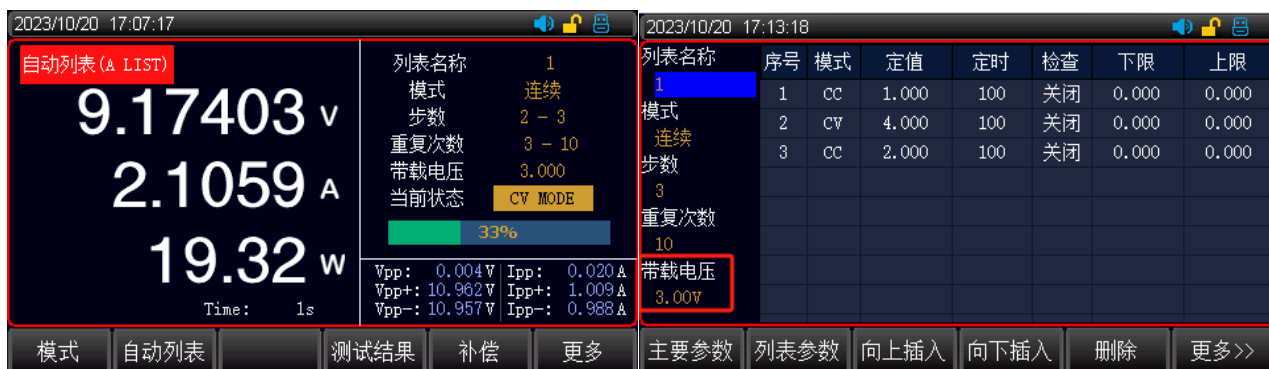 2023/10/20 17:07:17
自动列表(A LIST)
9.17403 V
2.1059 A
19.32 W
Time: 1s
列表名称 1
模式 连续
步数 2 - 3
重复次数 3 - 10
带载电压 3.000
当前状态 CV MODE
33%
Vpp: 0.004V Ipp: 0.020A
Vpp+: 10.962V Ipp+: 1.009A
Vpp-: 10.957V Ipp-: 0.988A
模式 自动列表 测试结果 补偿 更多
2023/10/20 17:13:18
列表名称
1
模式
连续
步数
3
重复次数
10
带载电压
3.00V
序号 模式 定值 定时 检查 下限 上限
1 CC 1.000 100 关闭 0.000 0.000
2 CV 4.000 100 关闭 0.000 0.000
3 CC 2.000 100 关闭 0.000 0.000
主要参数 列表参数 向上插入 向下插入 删除 更多>>